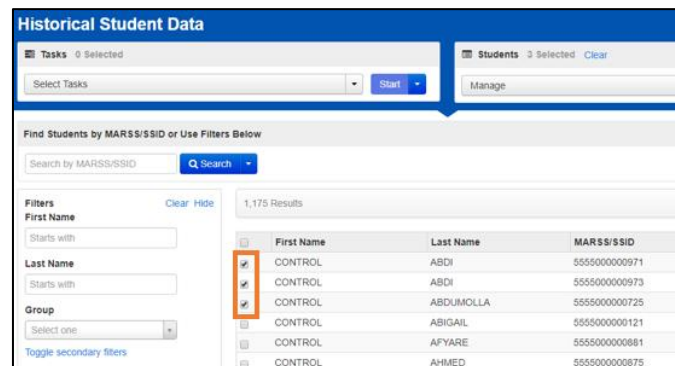 Historical Student Data
Tasks 0 Selected
Students 3 Selected Clear
Select Tasks
Start
Manage
Find Students by MARSS/SSID or Use Filters Below
Search by MARSS/SSID
Search
Filters Clear Hide
1,175 Results
First Name
Starts with
First Name Last Name MARSS/SSID
Last Name
CONTROL ABDI 5555000000971
Starts with
CONTROL ABDI 5555000000973
Group
CONTROL ABDUMOLLA 5555000000725
Select one
CONTROL ABIGAIL 5555000000121
Toggle secondary filters
CONTROL AFYARE 5555000000881
CONTROL AHMED 5555000000875